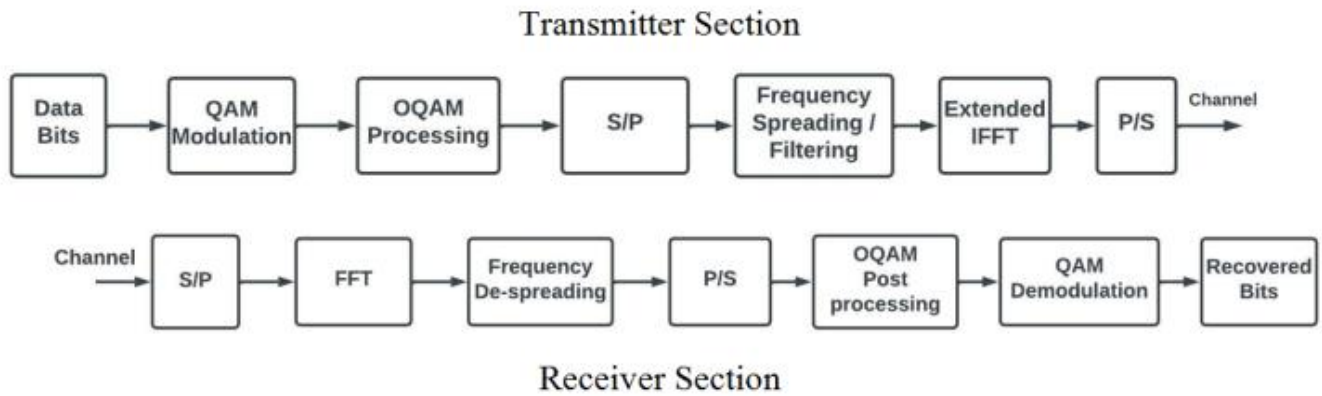 Transmitter Section
Data
Bits
QAM
Modulation
OQAM
Processing
S/P
Frequency
Spreading /
Filtering
Extended
IFFT
P/S
Channel
Channel
S/P
FFT
Frequency
De-spreading
P/S
OQAM
Post
processing
QAM
Demodulation
Recovered
Bits
Receiver Section